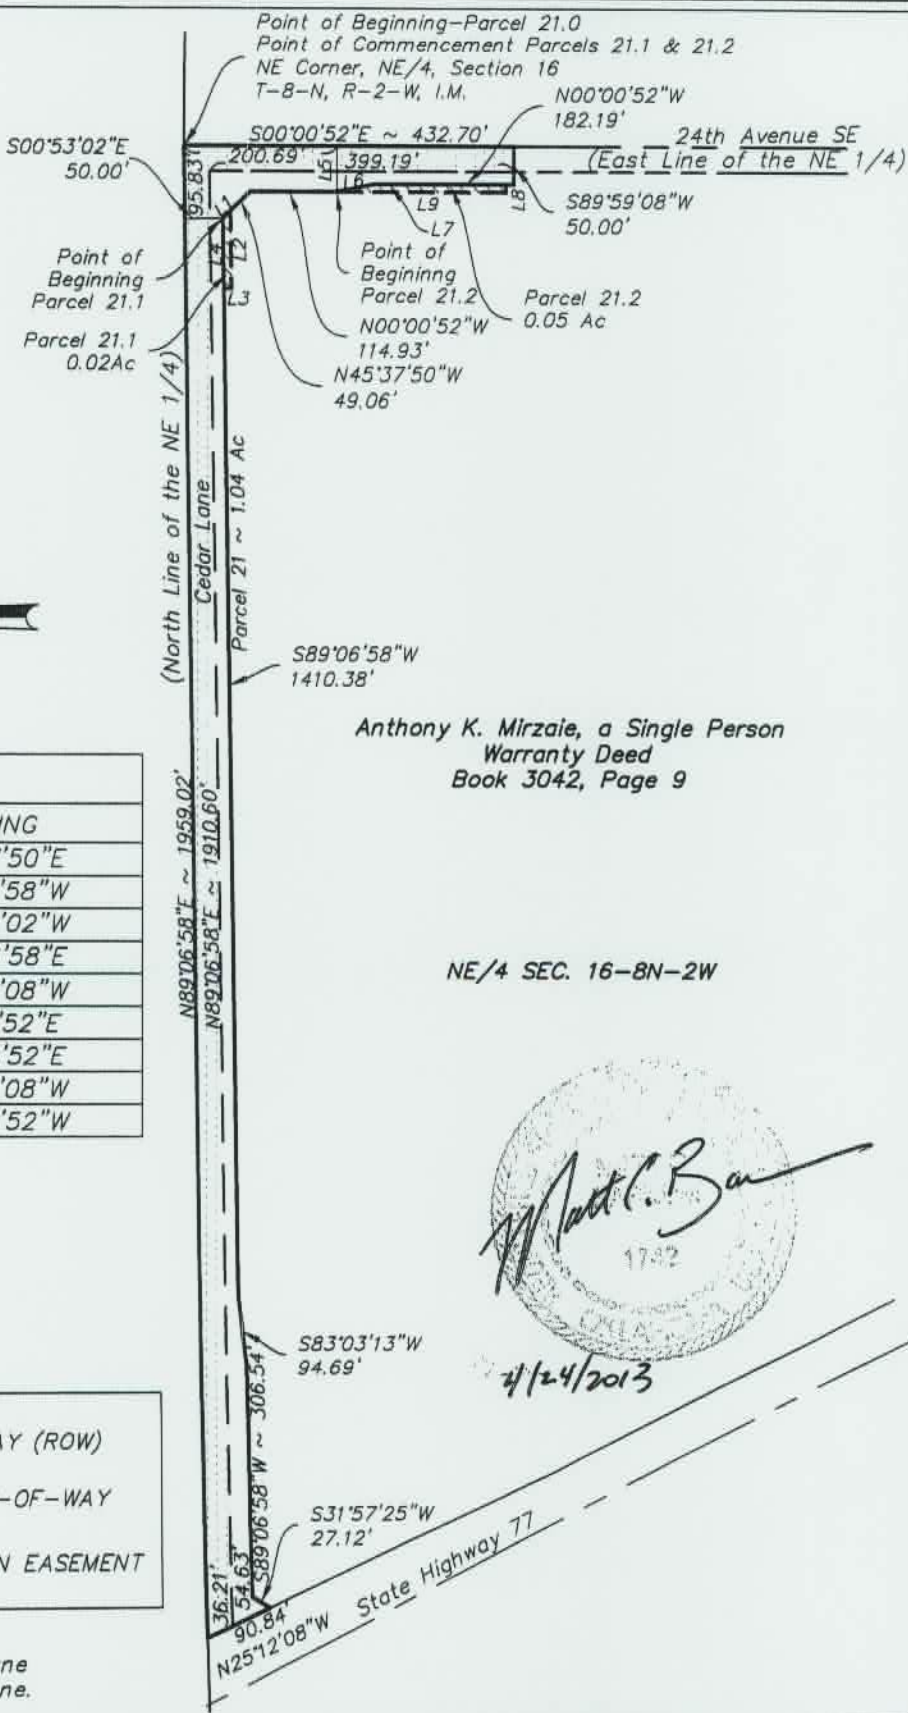 Point of Beginning-Parcel 21.0
Point of Commencement Parcels 21.1 & 21.2
NE Corner, NE/4, Section 16
T-8-N, R-2-W, I.M.
N00°00'52"W
182.19'
S00°53'02"E
50.00'
S00°00'52"E ~ 432.70'
24th Avenue SE
(East Line of the NE 1/4)
95.83'
200.69'
L5
399.19'
L6
L9
L8
L7
S89°59'08"W
50.00'
L1
L4
L2
L3
Point of
Beginning
Parcel 21.1
Point of
Begininng
Parcel 21.2
Parcel 21.2
0.05 Ac
Parcel 21.1
0.02Ac
N00°00'52"W
114.93'
N45°37'50"W
49.06'
(North Line of the NE 1/4)
Cedar Lane
Parcel 21 ~ 1.04 Ac
S89°06'58"W
1410.38'
Anthony K. Mirzaie, a Single Person
Warranty Deed
Book 3042, Page 9
N89°06'58"E ~ 1959.02'
N89°06'58"E ~ 1910.60'
NG
'50"E
'58"W
'02"W
'58"E
'08"W
'52"E
'52"E
'08"W
'52"W
NE/4 SEC. 16-8N-2W
Matt C. Bar
1742
4/24/2013
S83°03'13"W
94.69'
S89°06'58"W ~ 306.54'
S31°57'25"W
27.12'
AY (ROW)
-OF-WAY
N EASEMENT
36.21'
54.63'
90.84'
N25°12'08"W
State Highway 77
ne
ne.